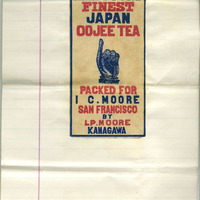 FINEST
JAPAN
OOJEE TEA
PACKED FOR
I C. MOORE
SAN FRANCISCO
BY
I.P. MOORE
KANAGAWA